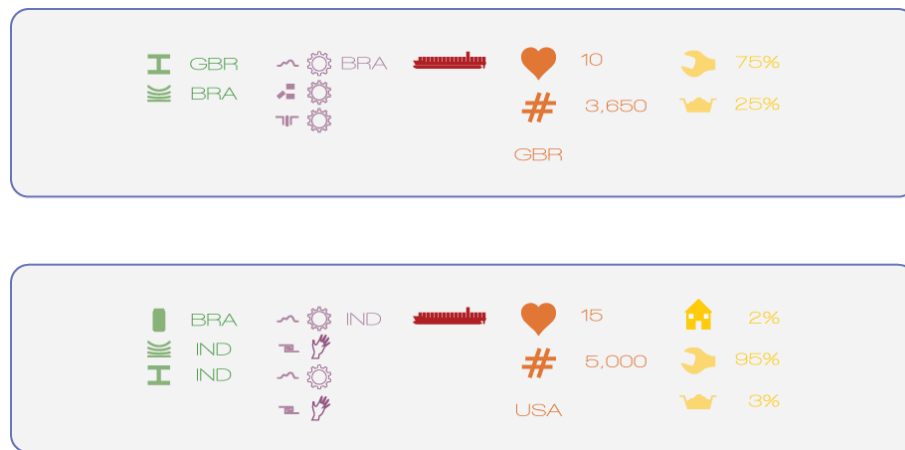 GBR BRA 10 75%
BRA
# 3,650 25%
GBR
BRA IND 15 2%
IND
# 5,000 95%
IND
USA 3%